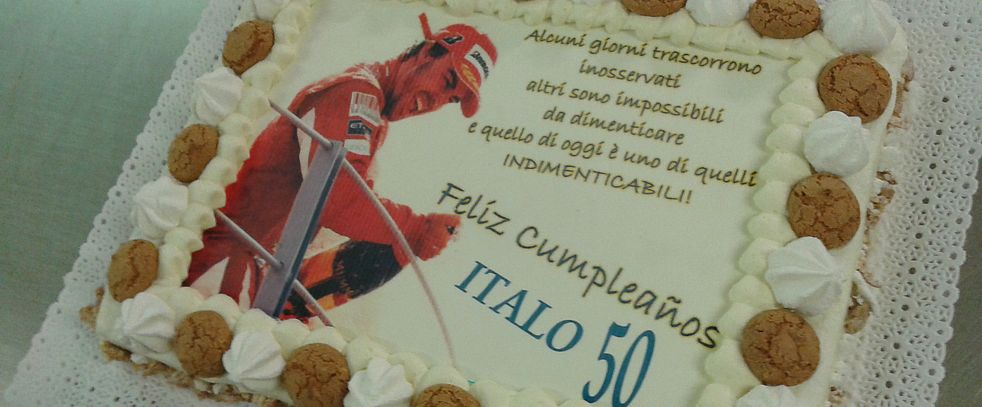 Alcuni giorni trascorrono
inosservati
altri sono impossibili
da dimenticare
e quello di oggi è uno di quelli
INDIMENTICABILI!
Feliz Cumpleaños
ITALO 50